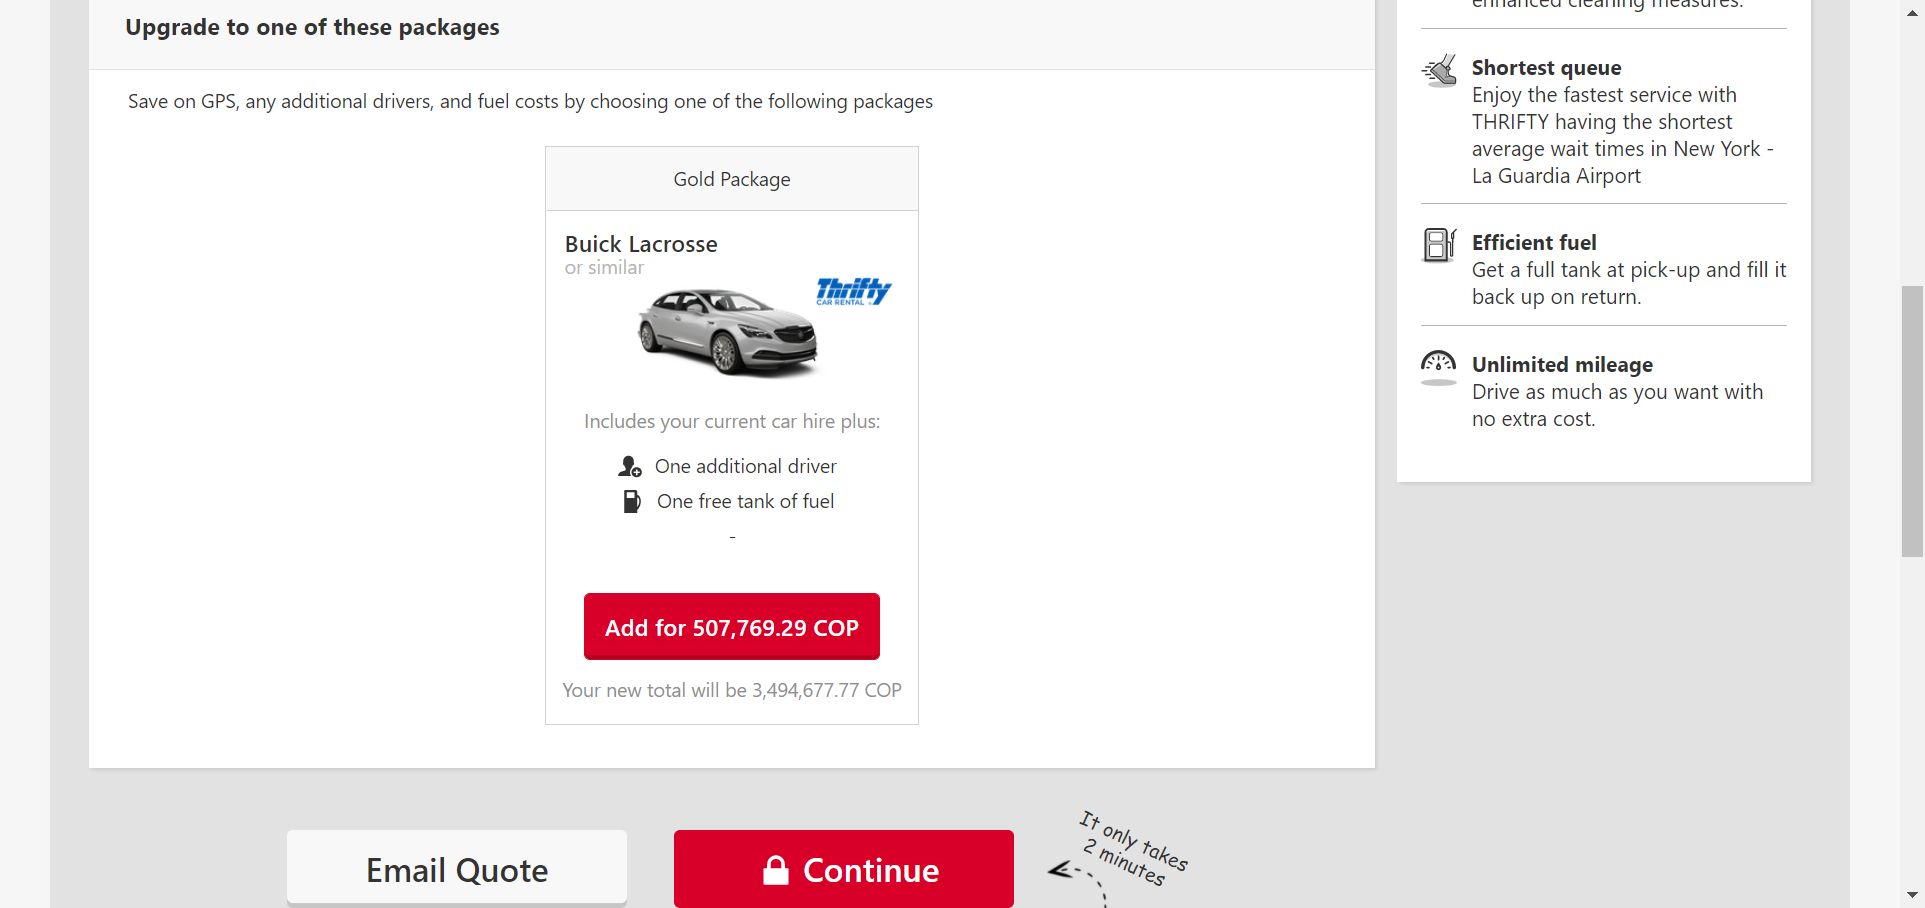 Upgrade to one of these packages
Save on GPS, any additional drivers, and fuel costs by choosing one of the following packages
Gold Package
Buick Lacrosse
or similar
Thrifty
CAR RENTAL
Includes your current car hire plus:
One additional driver
One free tank of fuel
-
Add for 507,769.29 COP
Your new total will be 3,494,677.77 COP
Email Quote
Continue
It only takes
2 minutes
enhanced cleaning measures.
Shortest queue
Enjoy the fastest service with
THRIFTY having the shortest
average wait times in New York -
La Guardia Airport
Efficient fuel
Get a full tank at pick-up and fill it
back up on return.
Unlimited mileage
Drive as much as you want with
no extra cost.